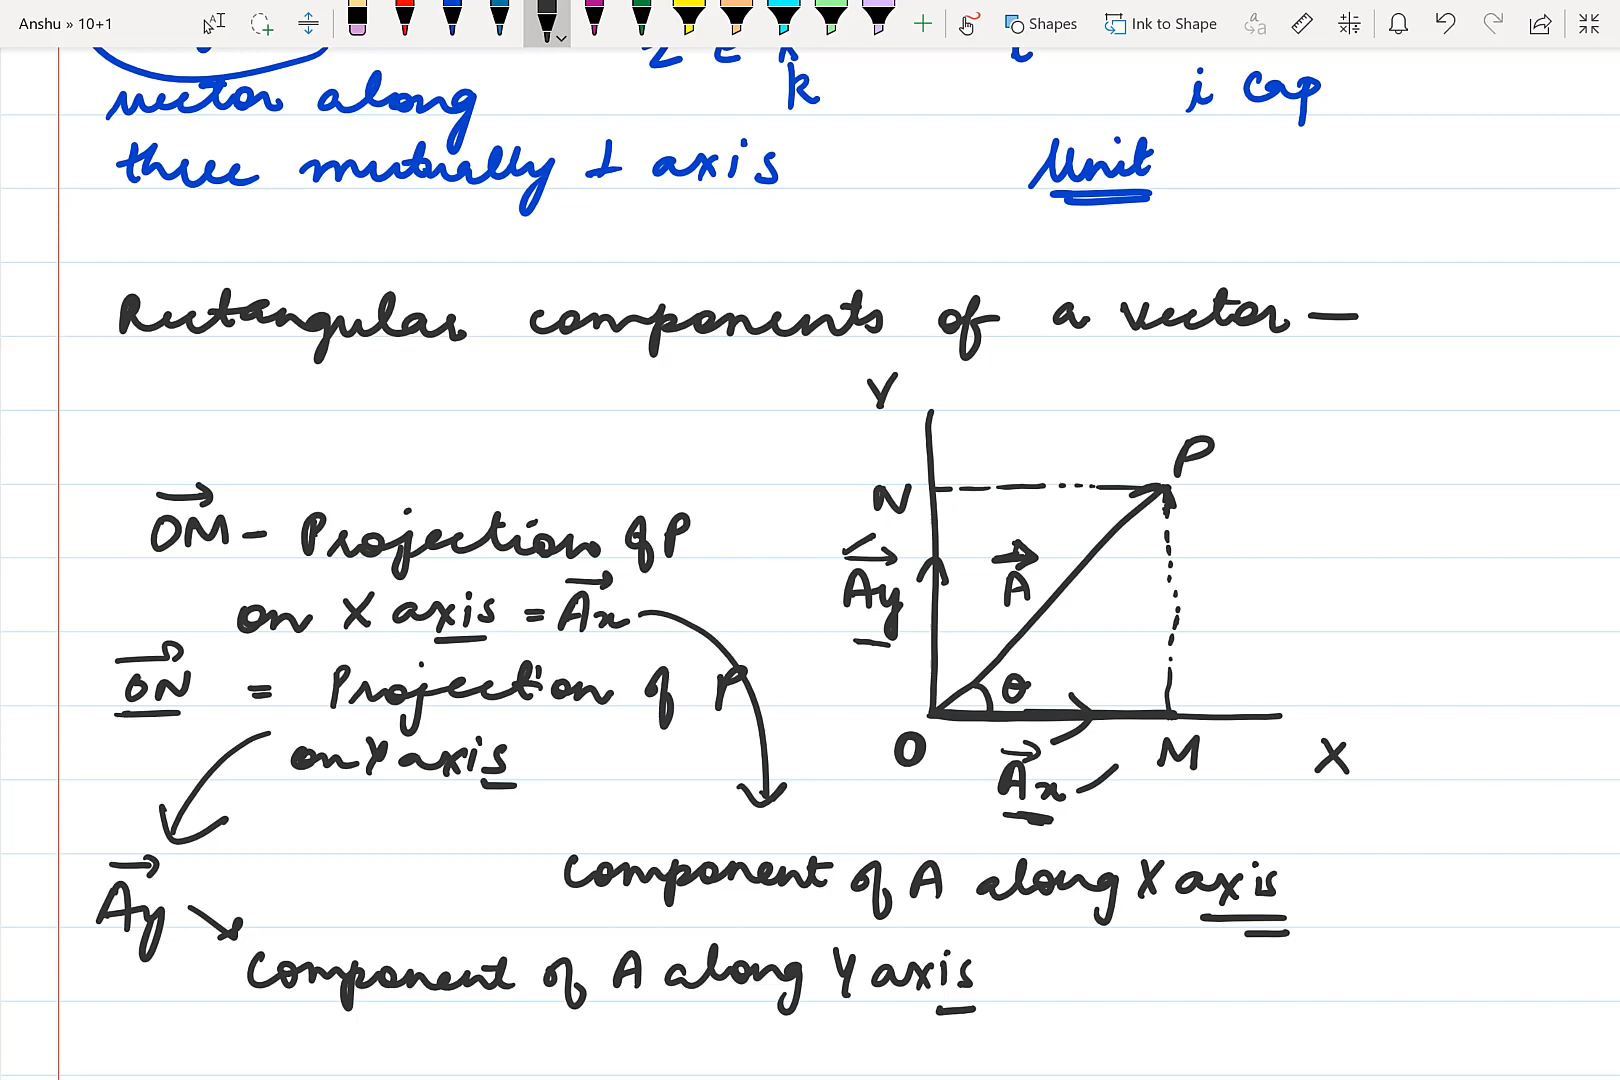 Anshu » 10+1
Shapes
Ink to Shape
vector along
k
i cap
three mutually ⊥ axis
Unit
Rectangular components of a vector —
Y
P
N
OM - Projection of P
Ay
A
on X axis = Ax
ON = Projection of P
θ
on Y axis
O
M
X
Ax
Component of A along X axis
Ay
Component of A along Y axis